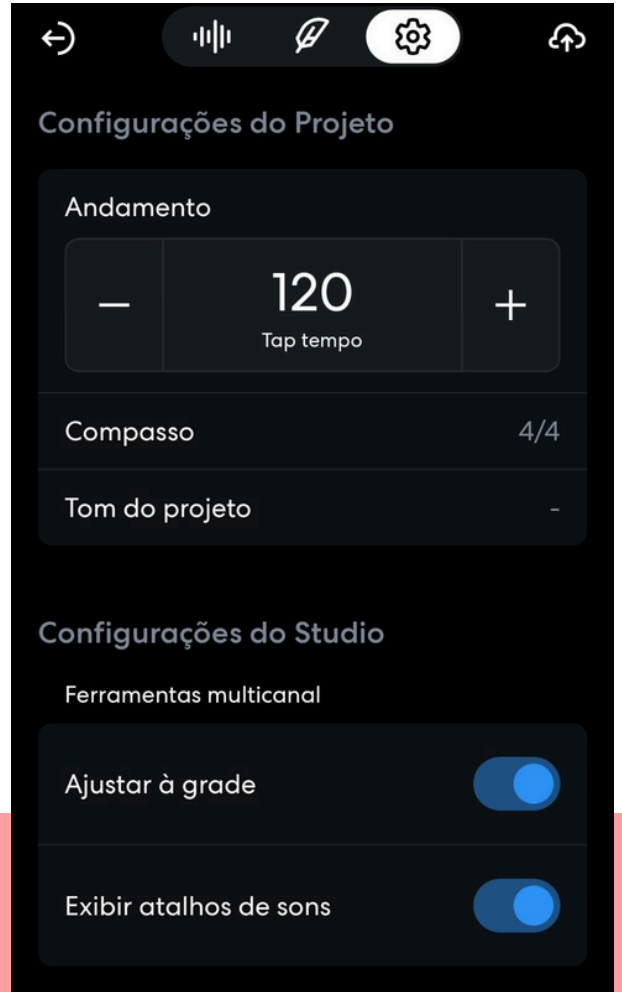 Configurações do Projeto
Andamento
120
Tap tempo
Compasso 4/4
Tom do projeto -
Configurações do Studio
Ferramentas multicanal
Ajustar à grade
Exibir atalhos de sons